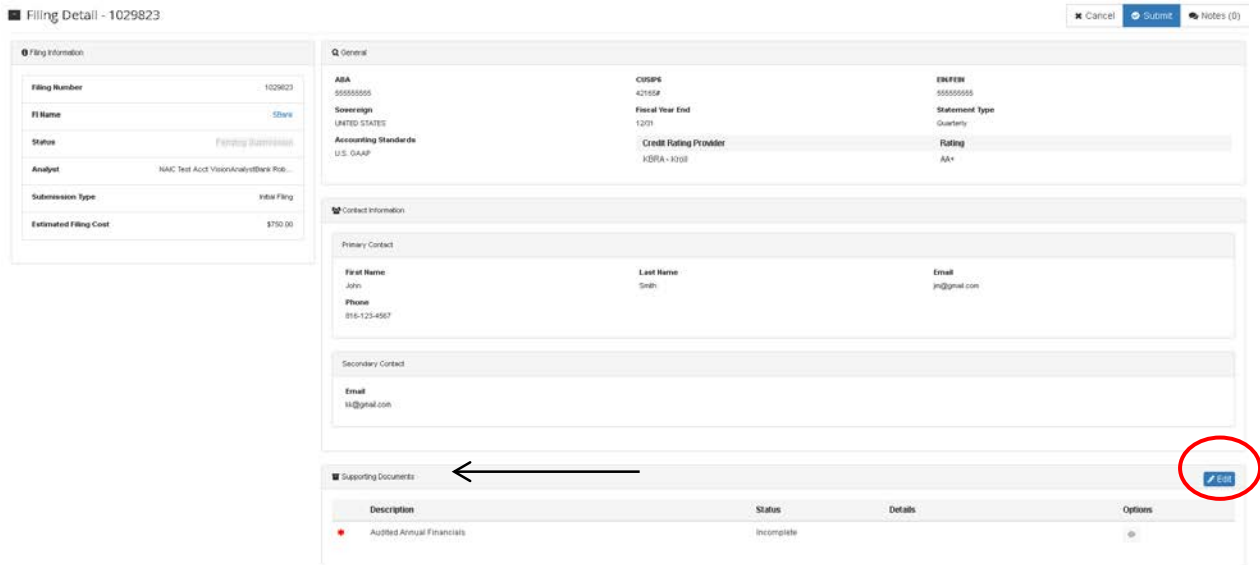 Filing Detail - 1029823
Cancel Submit Notes (0)
Filing Information
Filing Number 1029823
FI Name
Status Pending Submission
Analyst NAIC Test Acct VisionAnalystBank Rob...
Submission Type Initial Filing
Estimated Filing Cost $750.00
General
ABA CUSIP6 EIN/FEIN
555555555 42165# 555555555
Sovereign Fiscal Year End Statement Type
UNITED STATES 12/31 Quarterly
Accounting Standards Credit Rating Provider Rating
U.S. GAAP KBRA - Kroll AA+
Contact Information
Primary Contact
First Name Last Name Email
John Smith @gmail.com
Phone
816-123-4567
Secondary Contact
Email
kk@gmail.com
Supporting Documents Edit
Description Status Details Options
Audited Annual Financials Incomplete